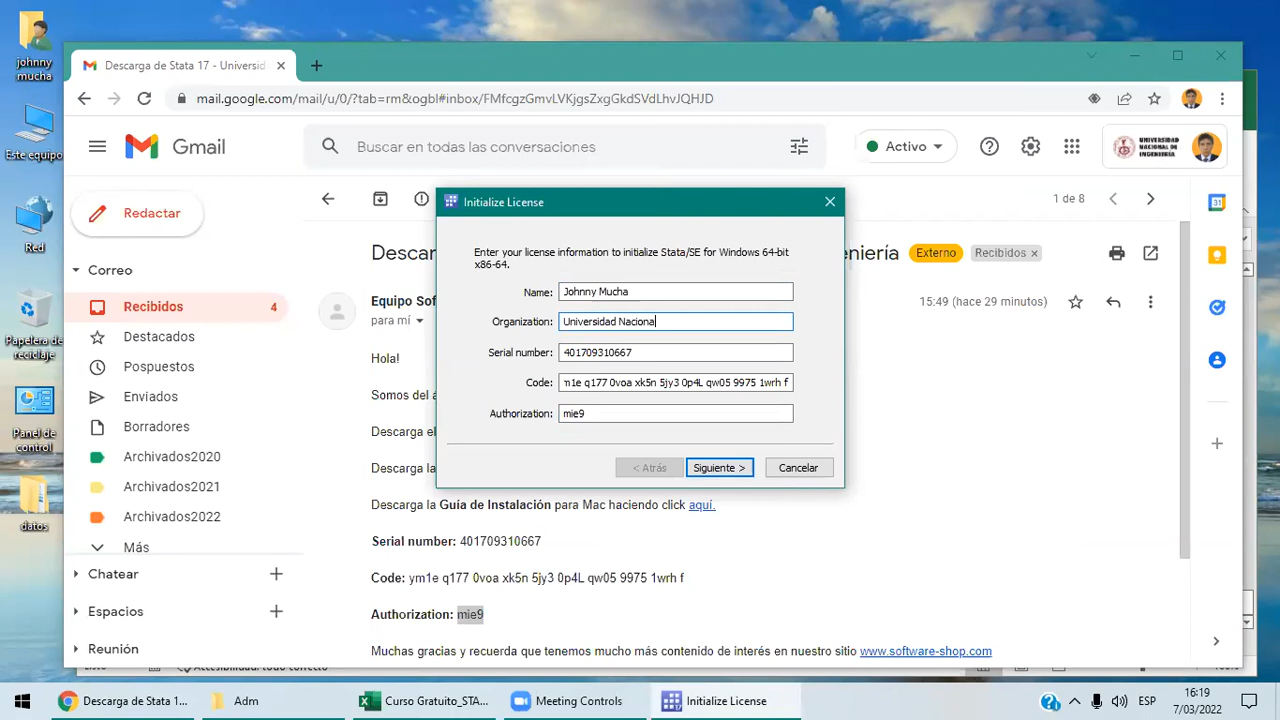 johnny
mucha
Este equipo
Red
Papelera de
reciclaje
Panel de
control
datos
Descarga de Stata 17 - Universid
mail.google.com/mail/u/0/?tab=rm&ogbl#inbox/FMfcgzGmvLVKjgsZxgGkdSVdLhvJQHJD
Gmail
Buscar en todas las conversaciones
Activo
UNIVERSIDAD
NACIONAL DE
INGENIERÍA
Redactar
1 de 8
Correo
Recibidos 4
Destacados
Pospuestos
Enviados
Borradores
Archivados2020
Archivados2021
Archivados2022
Más
Chatear
Espacios
Reunión
Descar
eniería
Externo
Recibidos
Equipo Sof
15:49 (hace 29 minutos)
para mí
Hola!
Somos del á
Descarga el
Descarga la
Descarga la Guía de Instalación para Mac haciendo click aquí.
Serial number: 401709310667
Code: ym1e q177 0voa xk5n 5jy3 0p4L qw05 9975 1wrh f
Authorization: mie9
Muchas gracias y recuerda que tenemos mucho más contenido de interés en nuestro sitio www.software-shop.com
Initialize License
Enter your license information to initialize Stata/SE for Windows 64-bit
x86-64.
Name: Johnny Mucha
Organization: Universidad Naciona
Serial number: 401709310667
Code: m1e q177 0voa xk5n 5jy3 0p4L qw05 9975 1wrh f
Authorization: mie9
< Atrás
Siguiente >
Cancelar
Descarga de Stata 1...
Adm
Curso Gratuito_STA...
Meeting Controls
Initialize License
ESP
16:19
7/03/2022